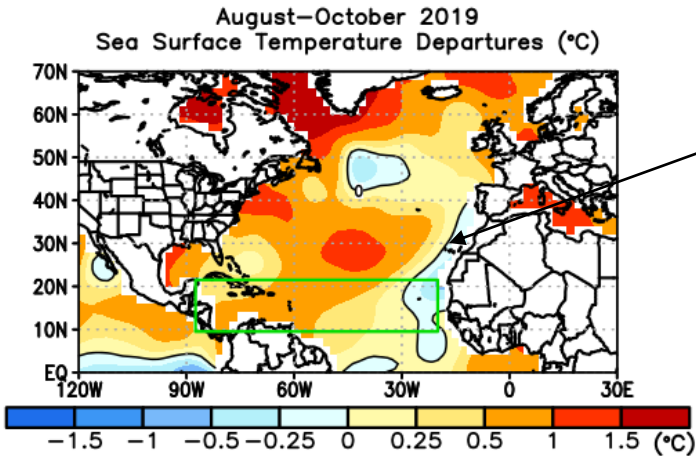 August−October 2019
Sea Surface Temperature Departures (°C)
70N
60N
50N
40N
30N
20N
10N
EQ
0
120W 90W 60W 30W 0 30E
−1.5 −1 −0.5 −0.25 0 0.25 0.5 1 1.5 (°C)